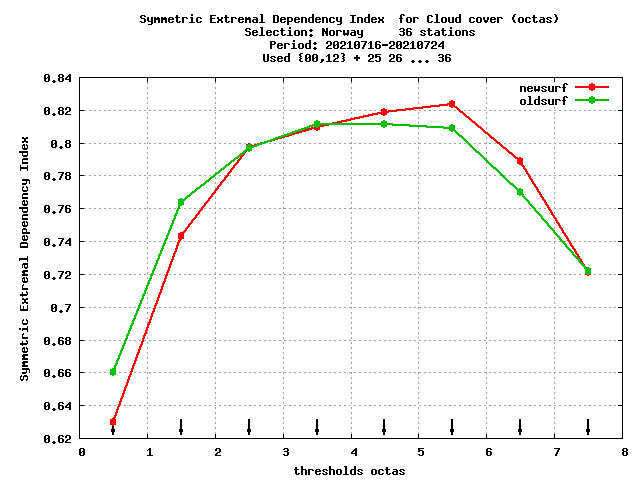 Symmetric Extremal Dependency Index  for Cloud cover (octas)
Selection: Norway     36 stations
Period: 20210716-20210724
Used {00,12} + 25 26 ... 36
newsurf
oldsurf
Symmetric Extremal Dependency Index
0.84
0.82
0.8
0.78
0.76
0.74
0.72
0.7
0.68
0.66
0.64
0.62
0 1 2 3 4 5 6 7 8
thresholds octas